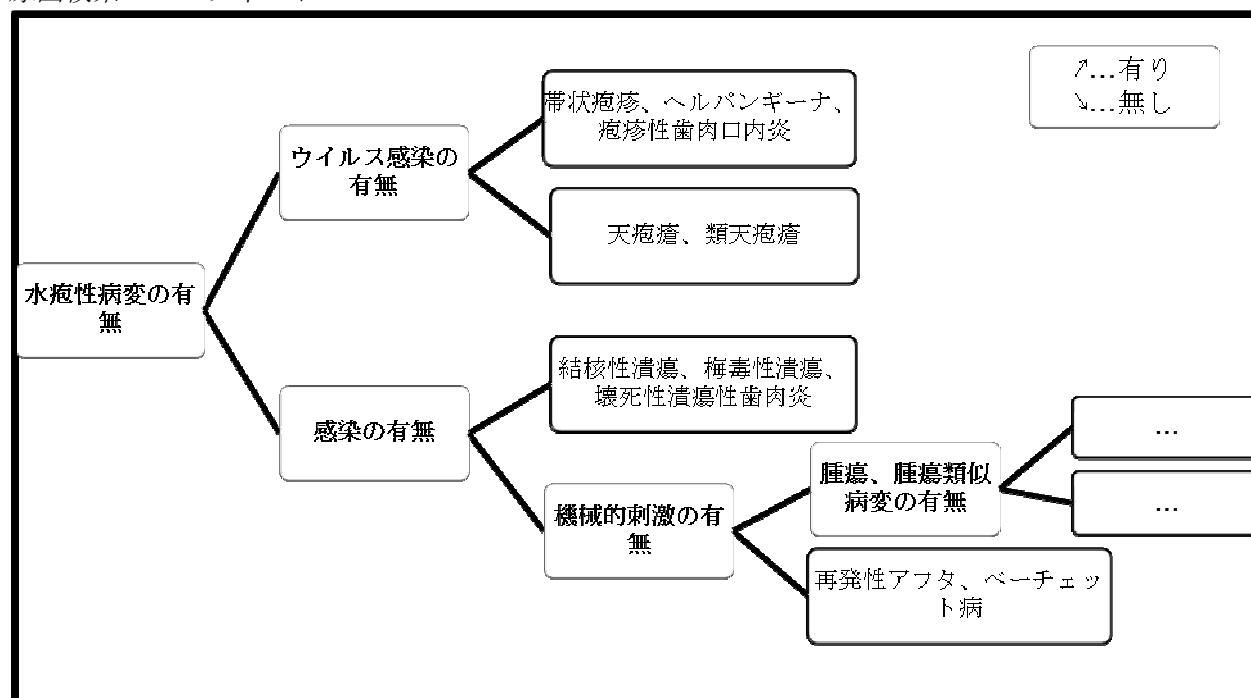 ↗…有り
↘…無し
帯状疱疹、ヘルパンギーナ、
疱疹性歯肉口内炎
ウイルス感染の
有無
天疱瘡、類天疱瘡
水疱性病変の有
無
結核性潰瘍、梅毒性潰瘍、
壊死性潰瘍性歯肉炎
感染の有無
…
腫瘍、腫瘍類似
病変の有無
…
機械的刺激の有
無
再発性アフタ、ベーチェッ
ト病